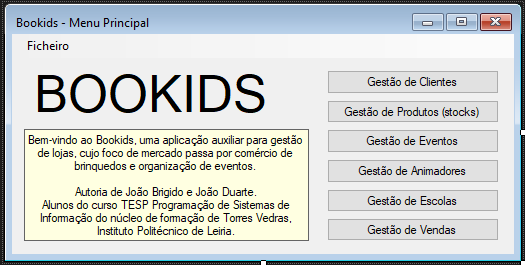 Bookids - Menu Principal
Ficheiro
BOOKIDS
Bem-vindo ao Bookids, uma aplicação auxiliar para gestão
de lojas, cujo foco de mercado passa por comércio de
brinquedos e organização de eventos.
Autoria de João Brigido e João Duarte.
Alunos do curso TESP Programação de Sistemas de
Informação do núcleo de formação de Torres Vedras,
Instituto Politécnico de Leiria.
Gestão de Clientes
Gestão de Produtos (stocks)
Gestão de Eventos
Gestão de Animadores
Gestão de Escolas
Gestão de Vendas